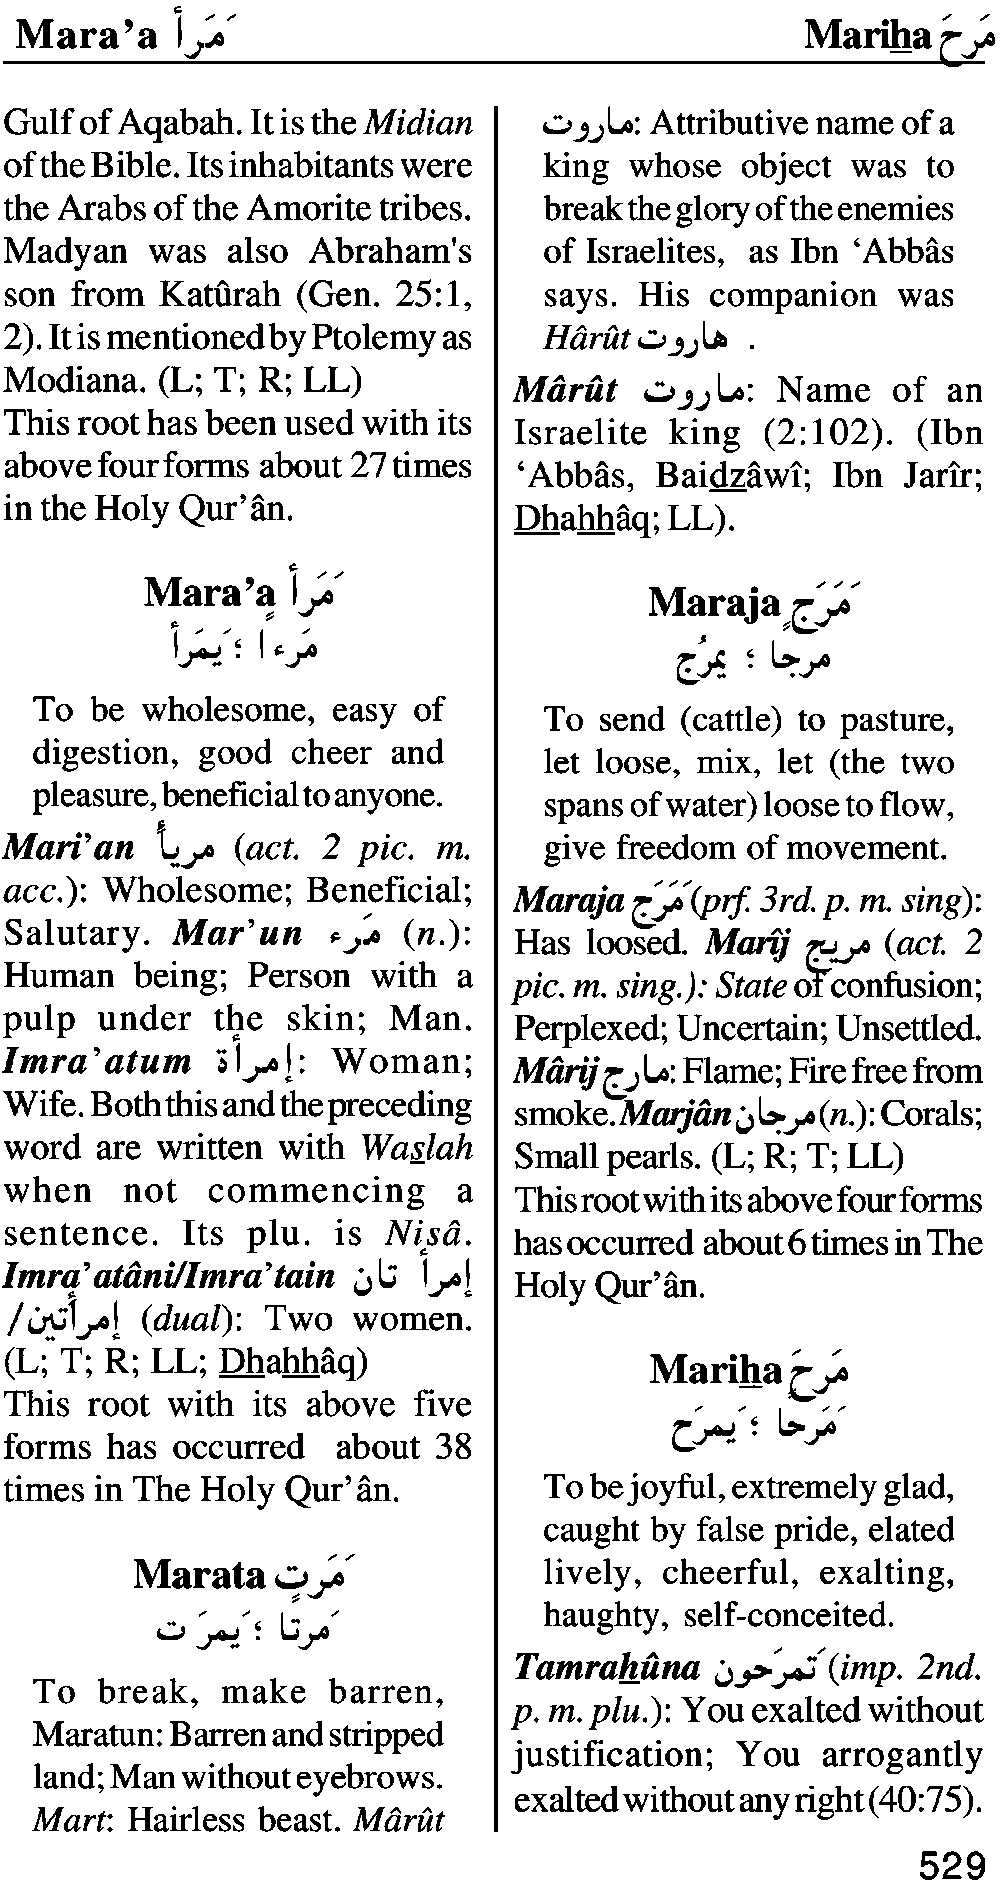 Mara’a مَرَأ
Mariha مَرِحَ
Gulf of Aqabah. It is the Midian
of the Bible. Its inhabitants were
the Arabs of the Amorite tribes.
Madyan was also Abraham's
son from Katûrah (Gen. 25:1,
2). It is mentioned by Ptolemy as
Modiana. (L; T; R; LL)
This root has been used with its
above four forms about 27 times
in the Holy Qur’ân.
Mara’a مَرَأ
مَرءاً ؛ يَمرَأ
To be wholesome, easy of
digestion, good cheer and
pleasure, beneficial to anyone.
Mari’an مريأً (act. 2 pic. m.
acc.): Wholesome; Beneficial;
Salutary. Mar’un مَرء (n.):
Human being; Person with a
pulp under the skin; Man.
Imra’atum إمرأة: Woman;
Wife. Both this and the preceding
word are written with Waslah
when not commencing a
sentence. Its plu. is Nisâ.
Imra’atâni/Imra’tain إمرأ تان
/إمرأتين (dual): Two women.
(L; T; R; LL; Dhahhâq)
This root with its above five
forms has occurred about 38
times in The Holy Qur’ân.
Marata مَرَتَ
مَرتا ؛ يَمرَ ت
To break, make barren,
Maratun: Barren and stripped
land; Man without eyebrows.
Mart: Hairless beast. Mârût
ماروت: Attributive name of a
king whose object was to
break the glory of the enemies
of Israelites, as Ibn ‘Abbâs
says. His companion was
Hârût هاروت .
Mârût ماروت: Name of an
Israelite king (2:102). (Ibn
‘Abbâs, Baidzâwî; Ibn Jarîr;
Dhahhâq; LL).
Maraja مَرَجَ
مرجا ؛ يمرُج
To send (cattle) to pasture,
let loose, mix, let (the two
spans of water) loose to flow,
give freedom of movement.
Maraja مَرَج (prf. 3rd. p. m. sing):
Has loosed. Marîj مريج (act. 2
pic. m. sing.): State of confusion;
Perplexed; Uncertain; Unsettled.
Mârij مارج: Flame; Fire free from
smoke. Marjân مرجان (n.): Corals;
Small pearls. (L; R; T; LL)
This root with its above four forms
has occurred about 6 times in The
Holy Qur’ân.
Mariha مَرِحَ
مَرَحا ؛ يَمرَح
To be joyful, extremely glad,
caught by false pride, elated
lively, cheerful, exalting,
haughty, self-conceited.
Tamrahûna تَمرَحون (imp. 2nd.
p. m. plu.): You exalted without
justification; You arrogantly
exalted without any right (40:75).
529